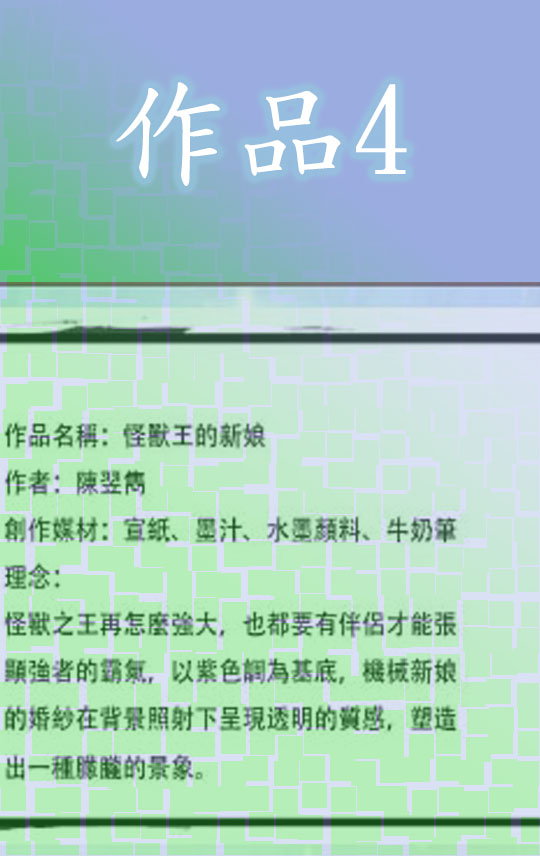 作品4
作品名稱：怪獸王的新娘
作者：陳翌雋
創作媒材：宣紙、墨汁、水墨顏料、牛奶筆
理念：
怪獸之王再怎麼強大，也都要有伴侶才能張
顯強者的霸氣，以紫色調為基底，機械新娘
的婚紗在背景照射下呈現透明的質感，塑造
出一種朦朧的景象。